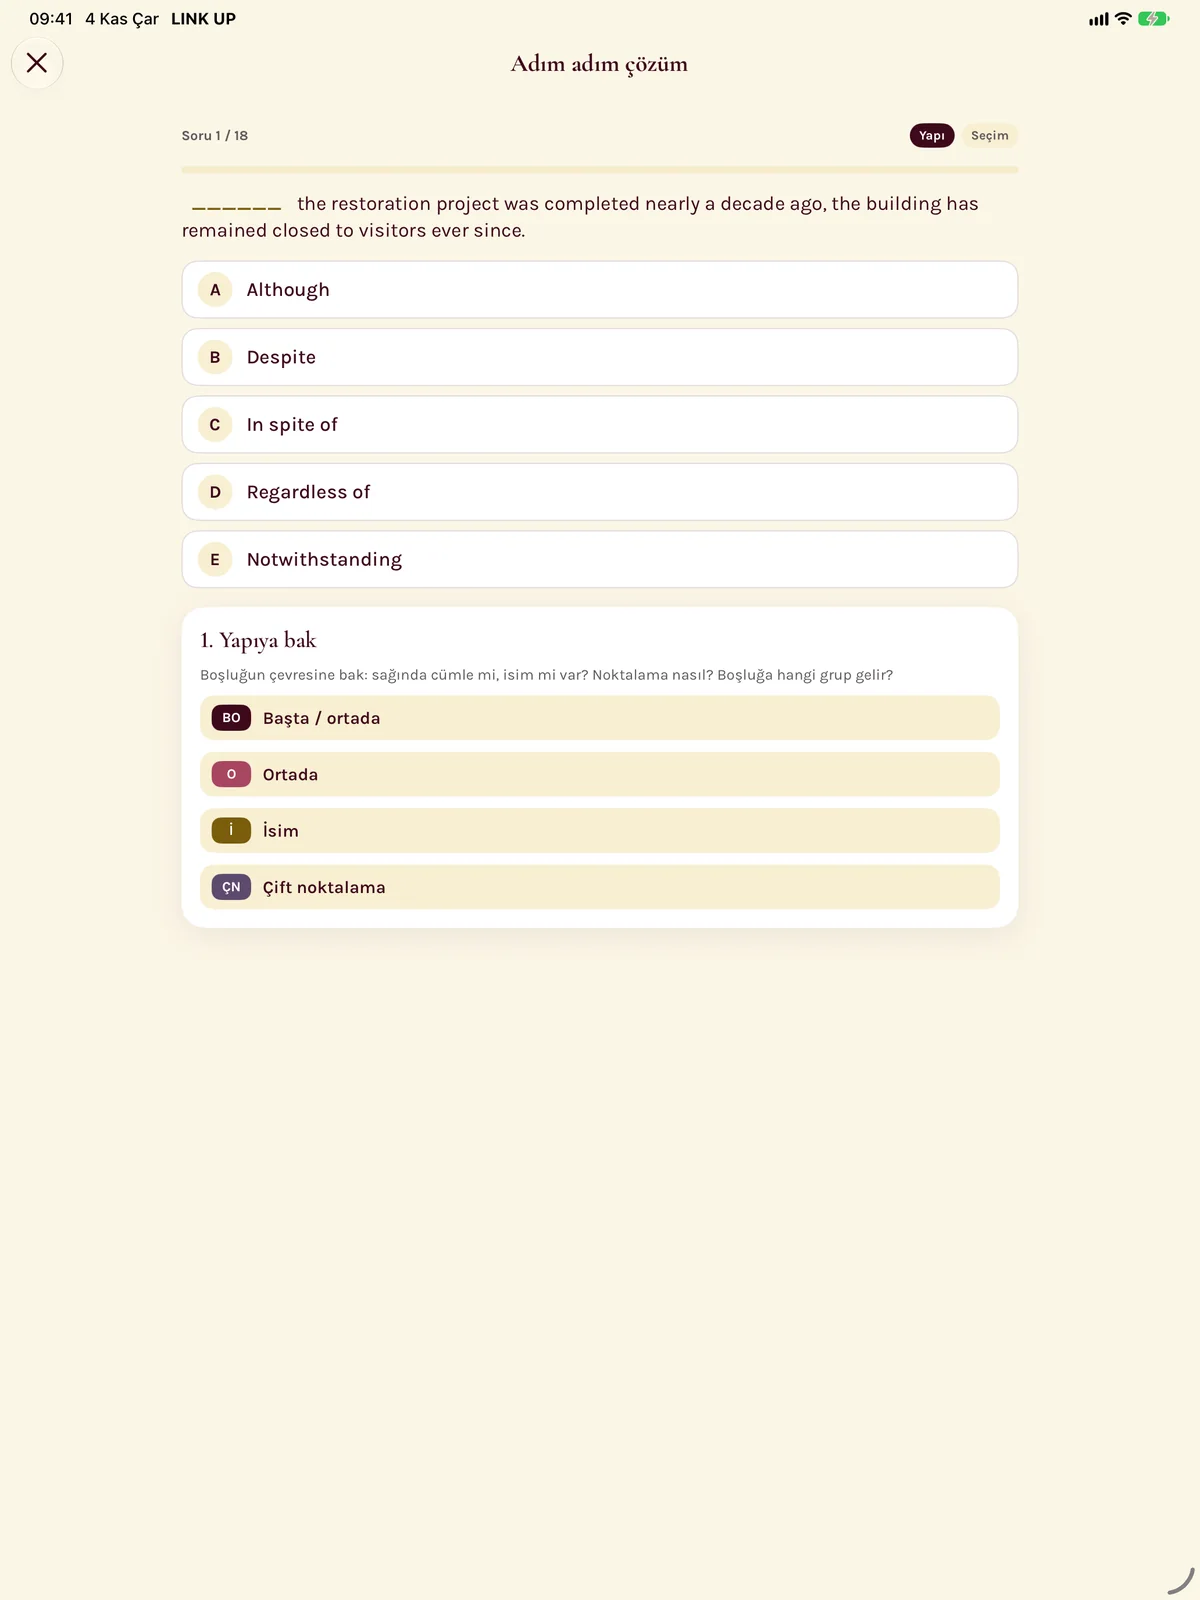 09:41 4 Kas Çar LINK UP
Adım adım çözüm
Soru 1 / 18
Yapı Seçim
______ the restoration project was completed nearly a decade ago, the building has
remained closed to visitors ever since.
A Although
B Despite
C In spite of
D Regardless of
E Notwithstanding
1. Yapıya bak
Boşluğun çevresine bak: sağında cümle mi, isim mi var? Noktalama nasıl? Boşluğa hangi grup gelir?
BO Başta / ortada
O Ortada
İ İsim
ÇN Çift noktalama